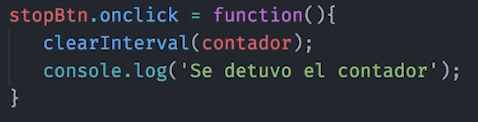 stopBtn.onclick = function(){
clearInterval(contador);
console.log('Se detuvo el contador');
}